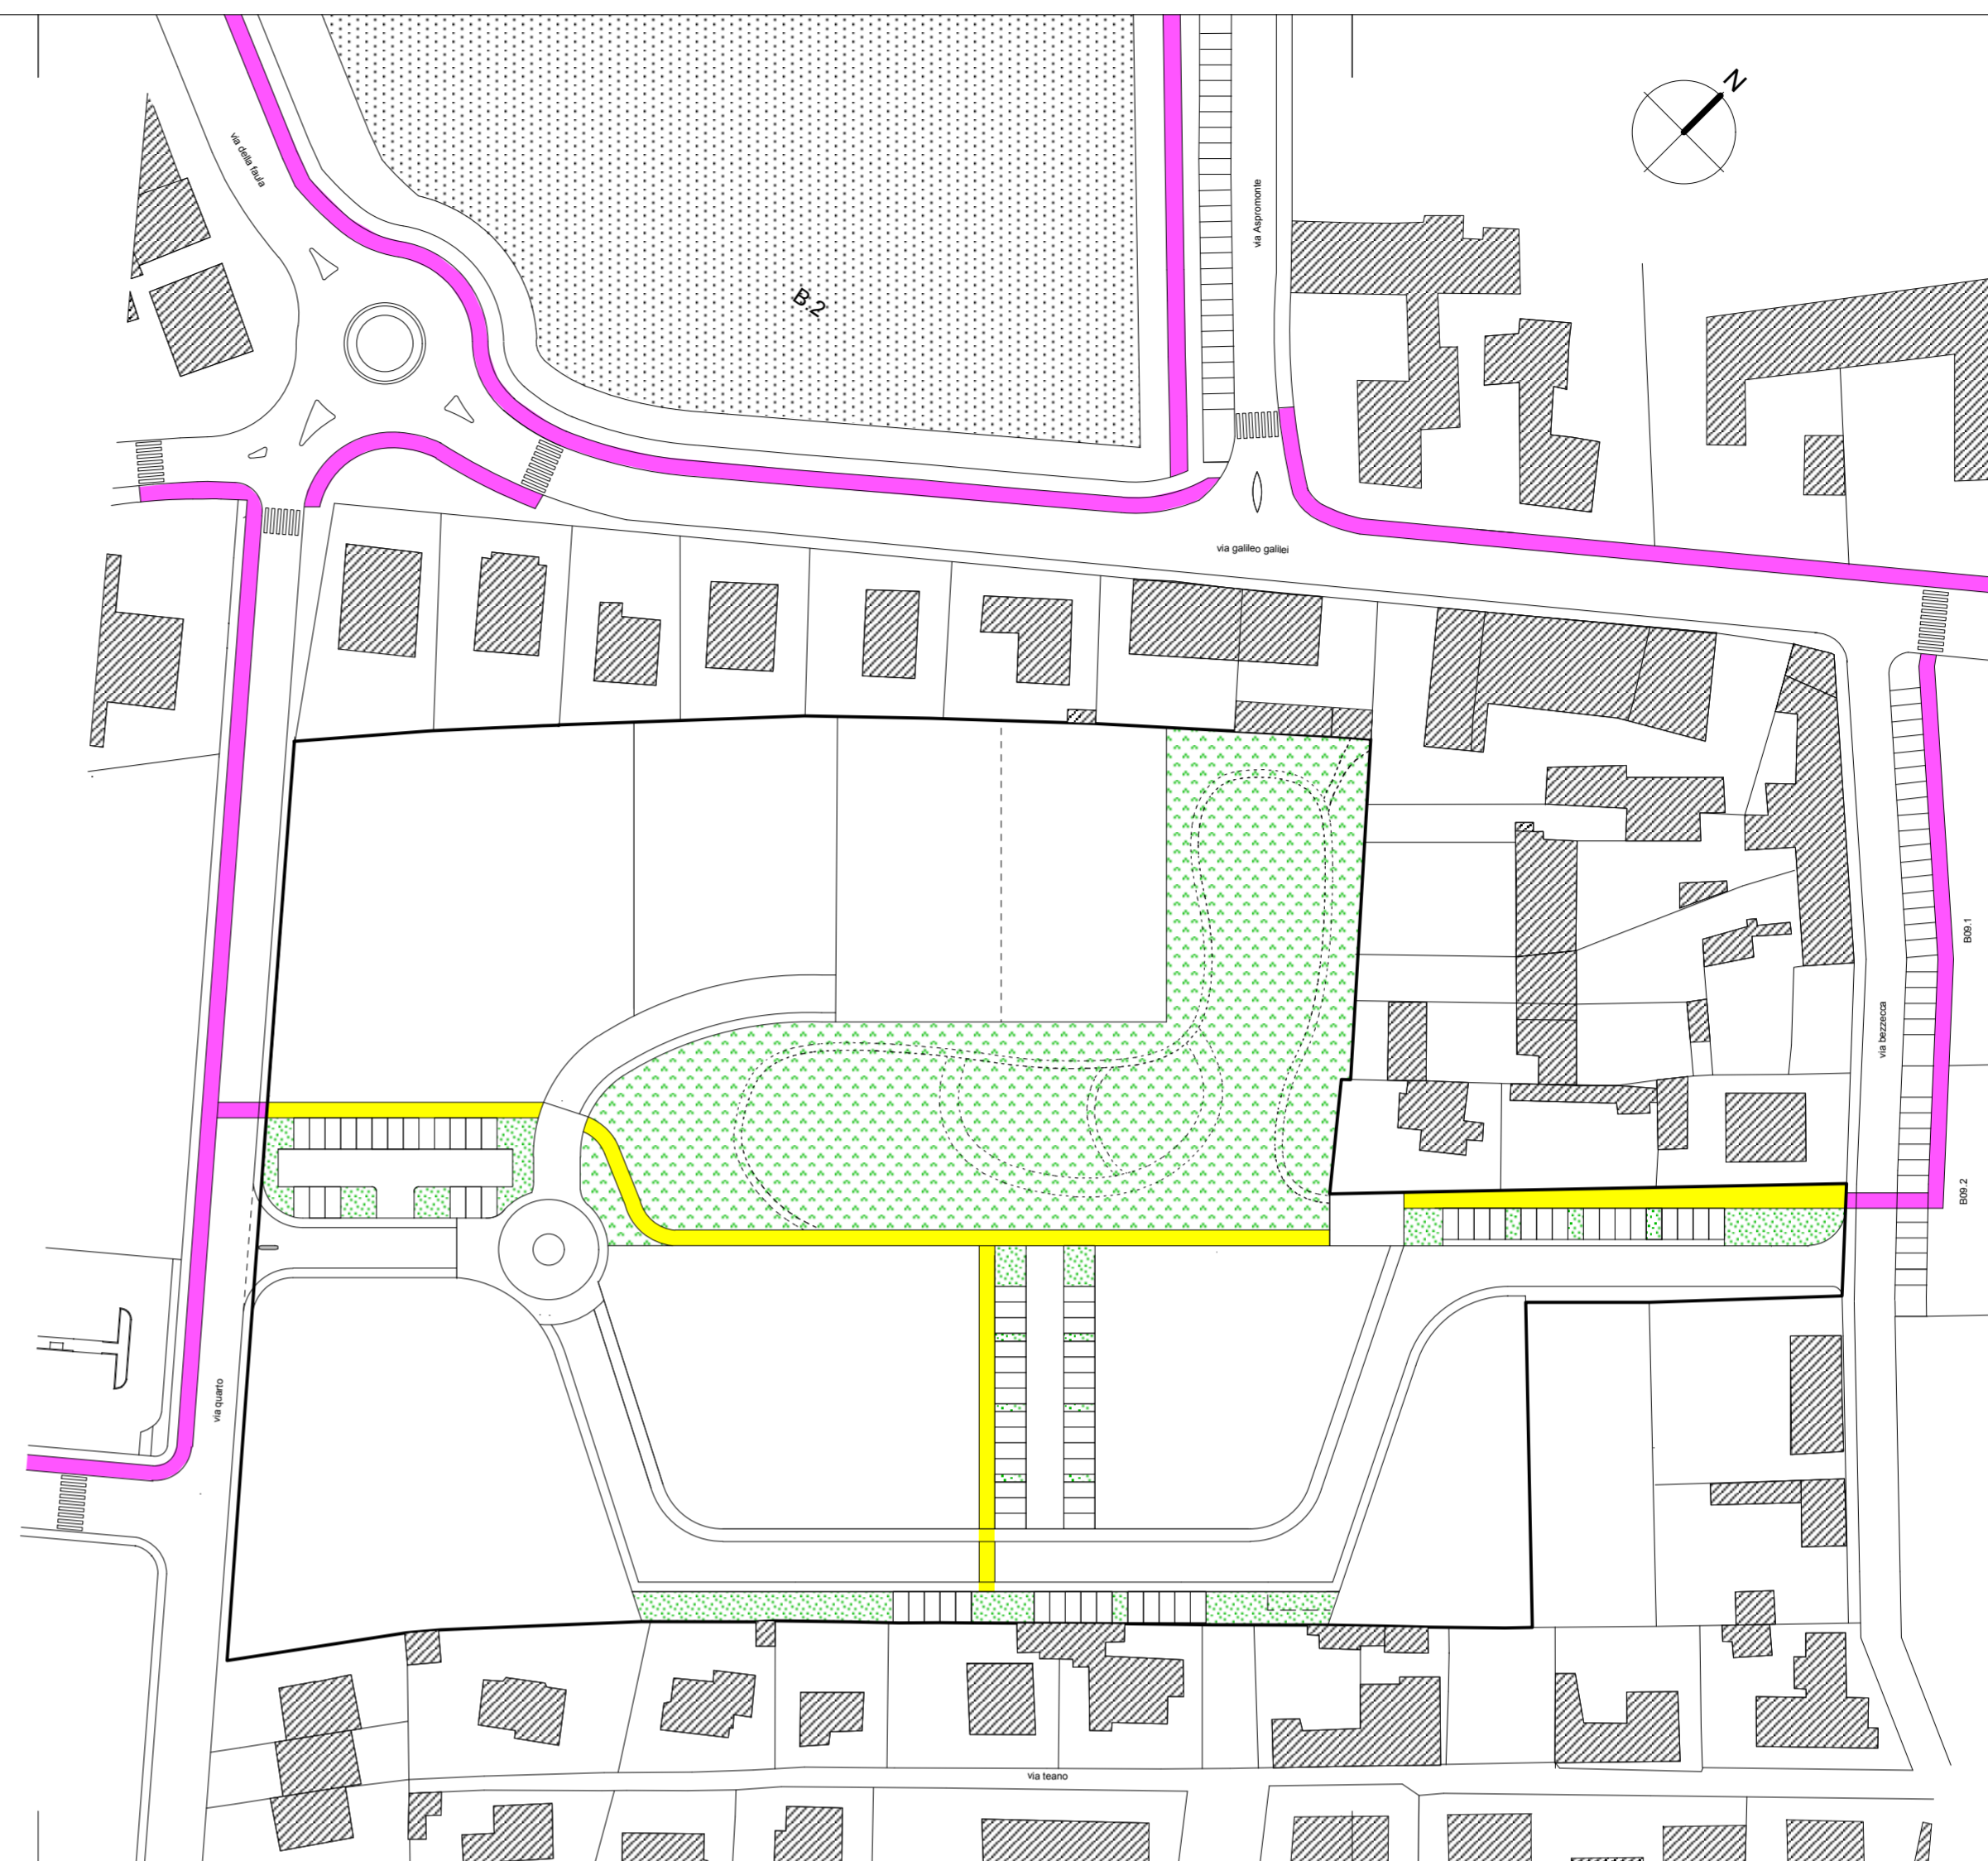 N
via della faula
via Aspromonte
B.2
via galileo galilei
B09.1
via bezzecca
B09.2
via quarto
via teano